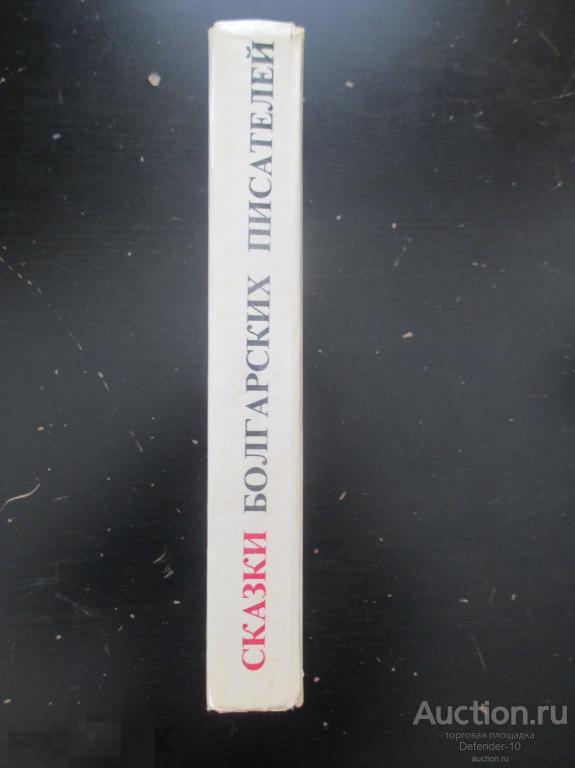 СКАЗКИ БОЛГАРСКИХ ПИСАТЕЛЕЙ
Auction.ru
торговая площадка
Defender-10
auction.ru